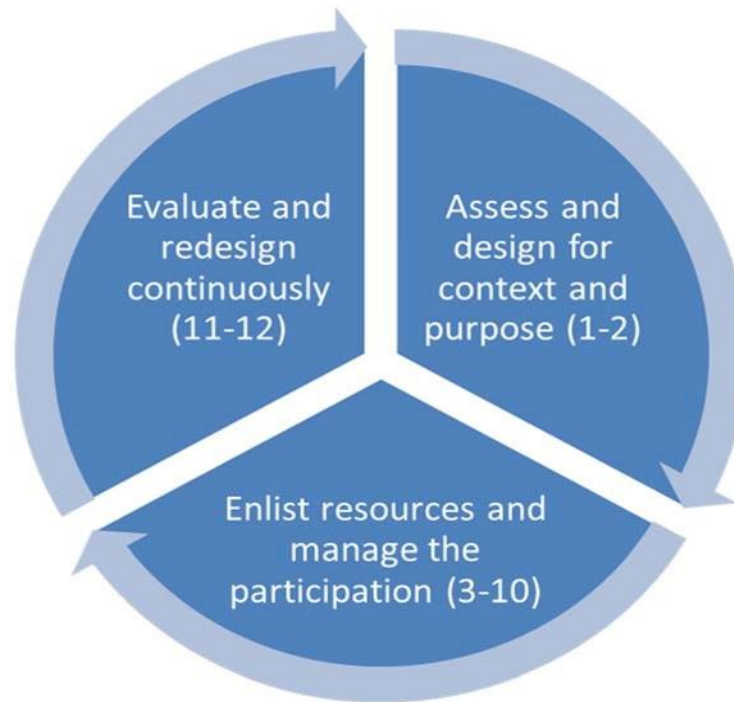 Assess and
design for
context and
purpose (1-2)
Enlist resources and
manage the
participation (3-10)
Evaluate and
redesign
continuously
(11-12)